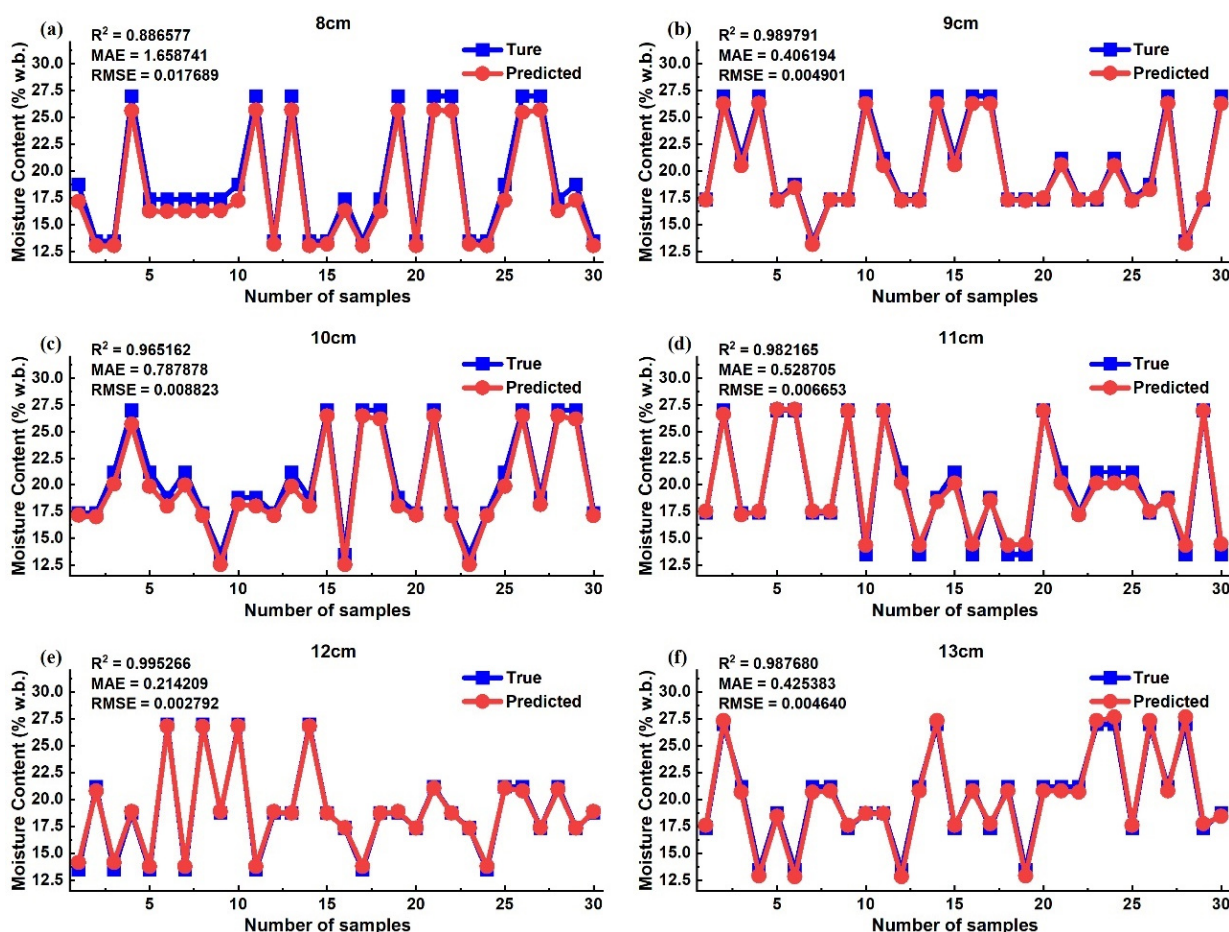 (a)
8cm
R² = 0.886577
MAE = 1.658741
RMSE = 0.017689
Ture
Predicted
Moisture Content (% w.b.)
30.0
27.5
25.0
22.5
20.0
17.5
15.0
12.5
5 10 15 20 25 30
Number of samples
(b)
9cm
R² = 0.989791
MAE = 0.406194
RMSE = 0.004901
True
Predicted
Moisture Content (% w.b.)
30.0
27.5
25.0
22.5
20.0
17.5
15.0
12.5
5 10 15 20 25 30
Number of samples
(c)
10cm
R² = 0.965162
MAE = 0.787878
RMSE = 0.008823
True
Predicted
Moisture Content (% w.b.)
30.0
27.5
25.0
22.5
20.0
17.5
15.0
12.5
5 10 15 20 25 30
Number of samples
(d)
11cm
R² = 0.982165
MAE = 0.528705
RMSE = 0.006653
True
Predicted
Moisture Content (% w.b.)
30.0
27.5
25.0
22.5
20.0
17.5
15.0
12.5
5 10 15 20 25 30
Number of samples
(e)
12cm
R² = 0.995266
MAE = 0.214209
RMSE = 0.002792
True
Predicted
Moisture Content (% w.b.)
30.0
27.5
25.0
22.5
20.0
17.5
15.0
12.5
5 10 15 20 25 30
Number of samples
(f)
13cm
R² = 0.987680
MAE = 0.425383
RMSE = 0.004640
True
Predicted
Moisture Content (% w.b.)
30.0
27.5
25.0
22.5
20.0
17.5
15.0
12.5
5 10 15 20 25 30
Number of samples